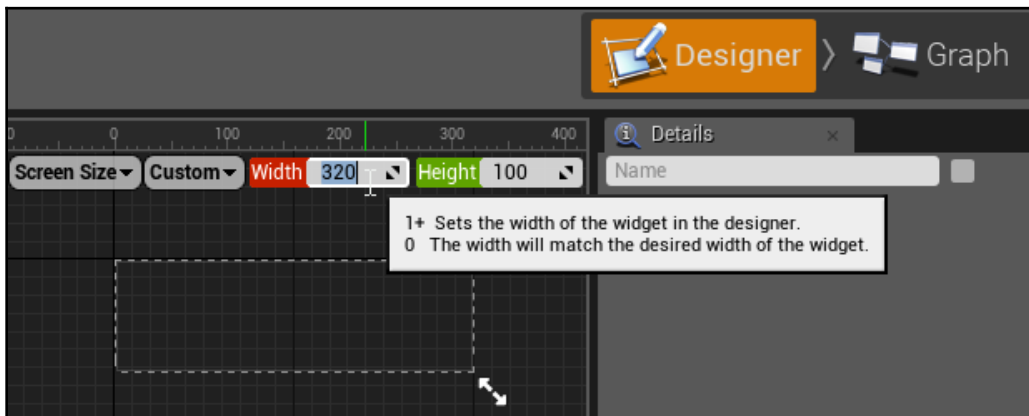 Designer Graph
0 0 100 200 300 400
Details
Screen Size Custom Width 320 Height 100 Name
1+ Sets the width of the widget in the designer.
0 The width will match the desired width of the widget.